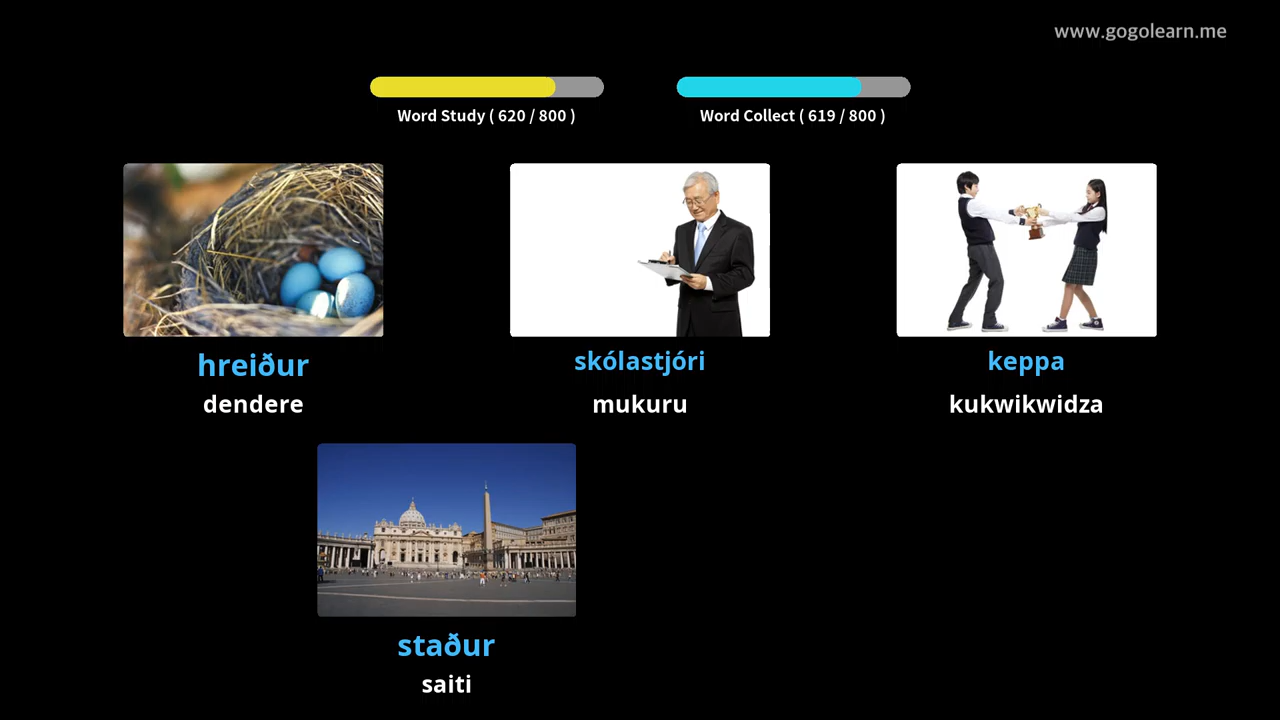 www.gogolearn.me
Word Study ( 620 / 800 )
Word Collect ( 619 / 800 )
hreiður
dendere
skólastjóri
mukuru
keppa
kukwikwidza
staður
saiti